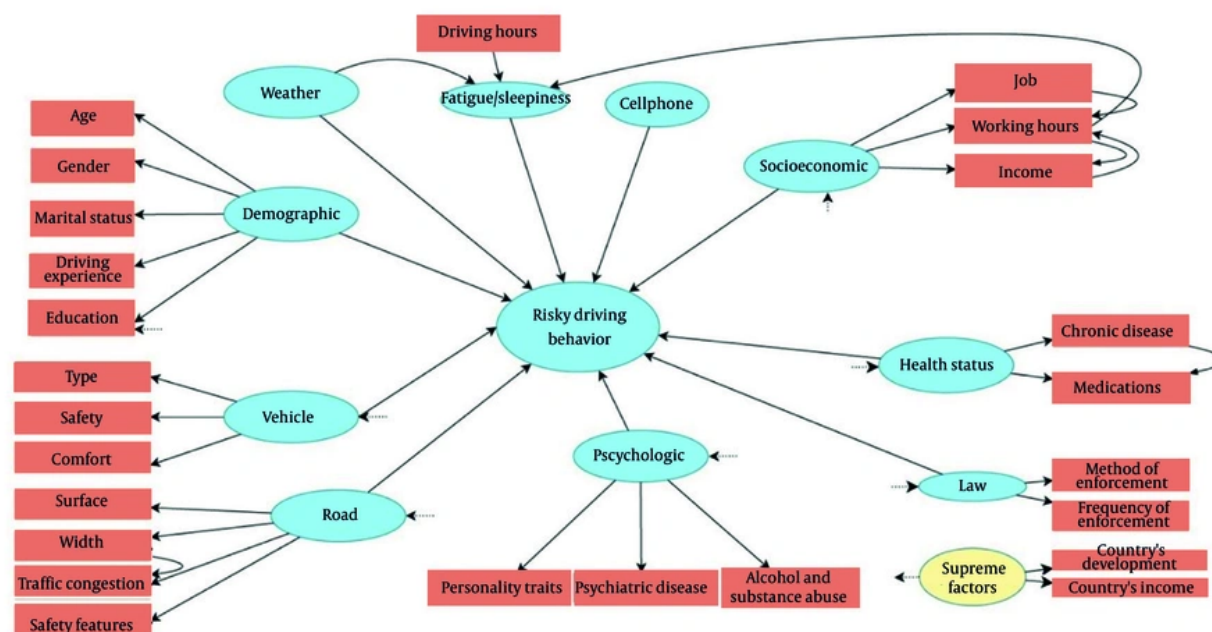 Driving hours
Weather
Fatigue/sleepiness
Cellphone
Job
Working hours
Income
Socioeconomic
Age
Gender
Marital status
Driving
experience
Education
Demographic
Risky driving
behavior
Chronic disease
Medications
Health status
Type
Safety
Comfort
Vehicle
Surface
Width
Traffic congestion
Safety features
Road
Pscychologic
Personality traits
Psychiatric disease
Alcohol and
substance abuse
Law
Method of
enforcement
Frequency of
enforcement
Supreme
factors
Country's
development
Country's income